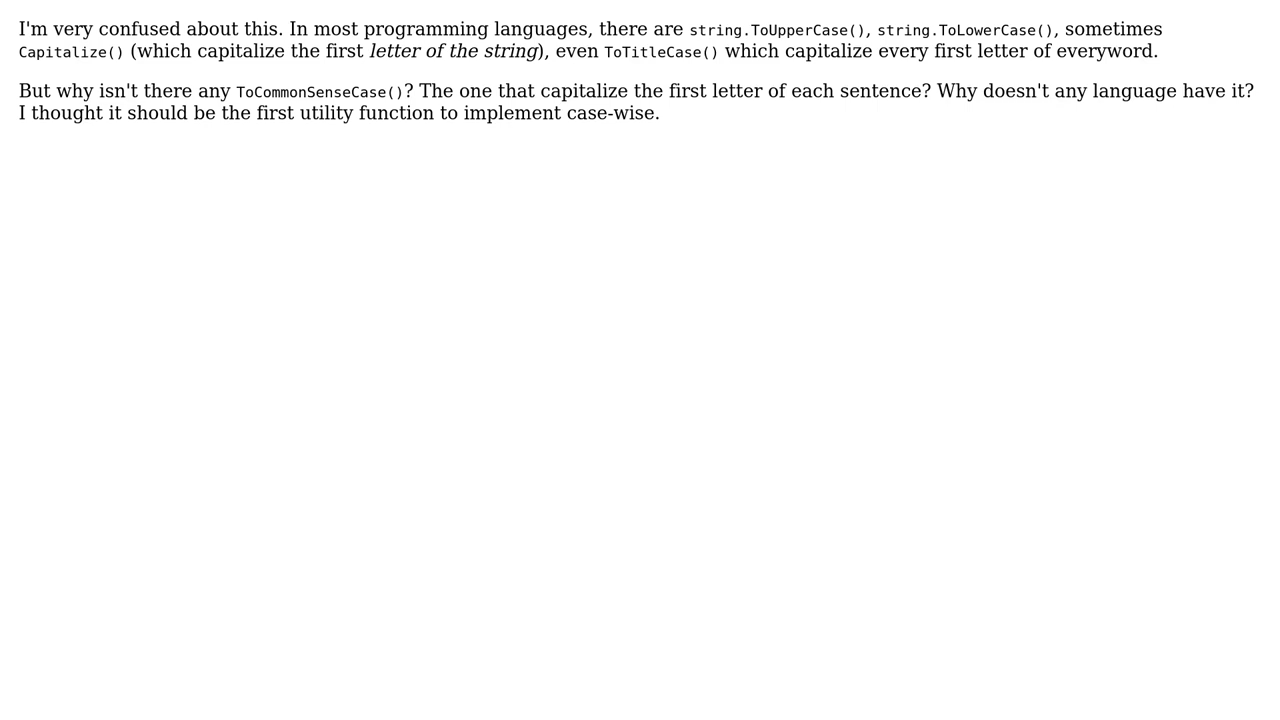 I'm very confused about this. In most programming languages, there are string.ToUpperCase(), string.ToLowerCase(), sometimes
Capitalize() (which capitalize the first letter of the string), even ToTitleCase() which capitalize every first letter of everyword.
But why isn't there any ToCommonSenseCase()? The one that capitalize the first letter of each sentence? Why doesn't any language have it?
I thought it should be the first utility function to implement case-wise.